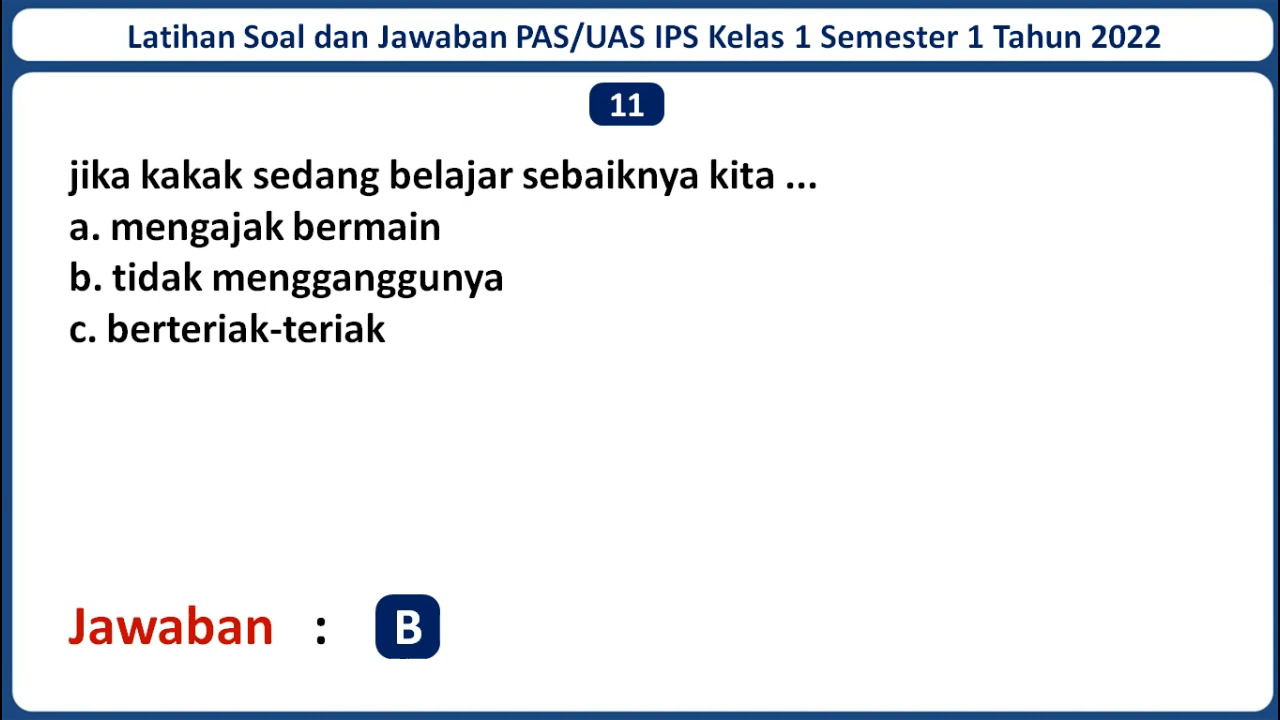 Latihan Soal dan Jawaban PAS/UAS IPS Kelas 1 Semester 1 Tahun 2022
11
jika kakak sedang belajar sebaiknya kita ...
a. mengajak bermain
b. tidak mengganggunya
c. berteriak-teriak
Jawaban : B